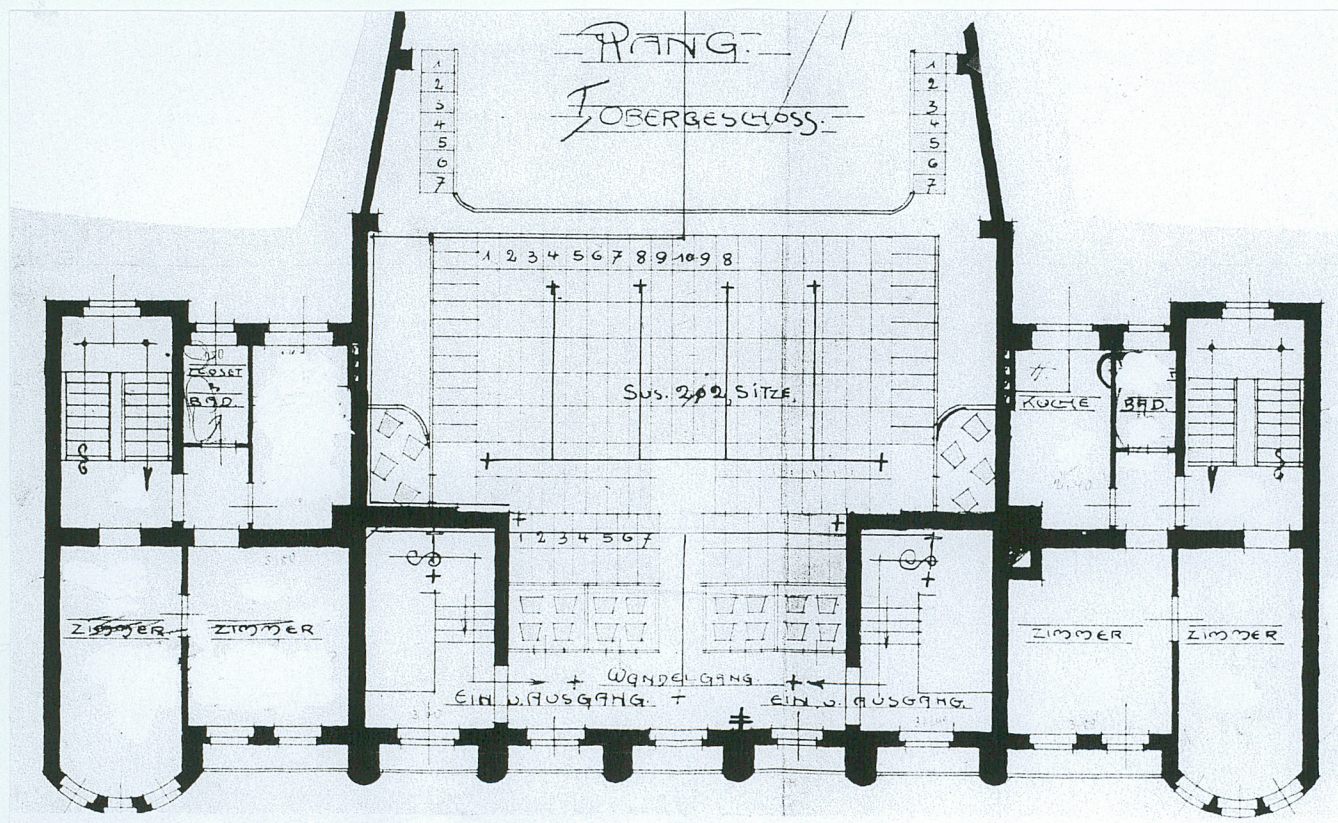 RANG.
I OBERGESCHOSS.
1
2
3
4
5
6
7
1
2
3
4
5
6
7
1 2 3 4 5 6 7 8 9 10 9 8
SUS. 202 SITZE.
CLOSET
BAD.
KÜCHE
BAD.
1 2 3 4 5 6 7
ZIMMER
ZIMMER
ZIMMER
ZIMMER
WANDELGANG
EIN U. AUSGANG.
EIN U. AUSGANG